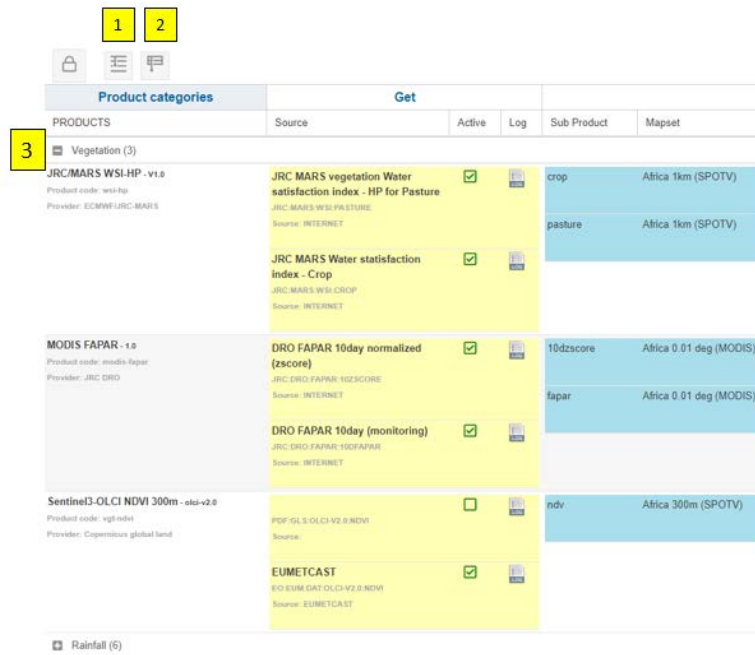 1 2
Product categories Get
PRODUCTS Source Active Log Sub Product Mapset
3
Vegetation (3)
JRC/MARS WSI-HP - V1.0
Product code: wsi-hp
Provider: ECMWF/JRC-MARS
JRC MARS vegetation Water
satisfaction index - HP for Pasture
JRC:MARS:WSI:PASTURE
Source: INTERNET
LOG
crop Africa 1km (SPOTV)
pasture Africa 1km (SPOTV)
JRC MARS Water statisfaction
index - Crop
JRC:MARS:WSI:CROP
Source: INTERNET
LOG
MODIS FAPAR - 1.0
Product code: modis-fapar
Provider: JRC DRO
DRO FAPAR 10day normalized
(zscore)
JRC:DRO:FAPAR:10ZSCORE
Source: INTERNET
LOG
10dzscore Africa 0.01 deg (MODIS)
fapar Africa 0.01 deg (MODIS)
DRO FAPAR 10day (monitoring)
JRC:DRO:FAPAR:10DFAPAR
Source: INTERNET
LOG
Sentinel3-OLCI NDVI 300m - olci-v2.0
Product code: vgt-ndvi
Provider: Copernicus global land
PDF:GLS:OLCI-V2.0:NDVI
Source:
LOG
ndv Africa 300m (SPOTV)
EUMETCAST
EO:EUM:DAT:OLCI-V2.0:NDVI
Source: EUMETCAST
LOG
Rainfall (6)